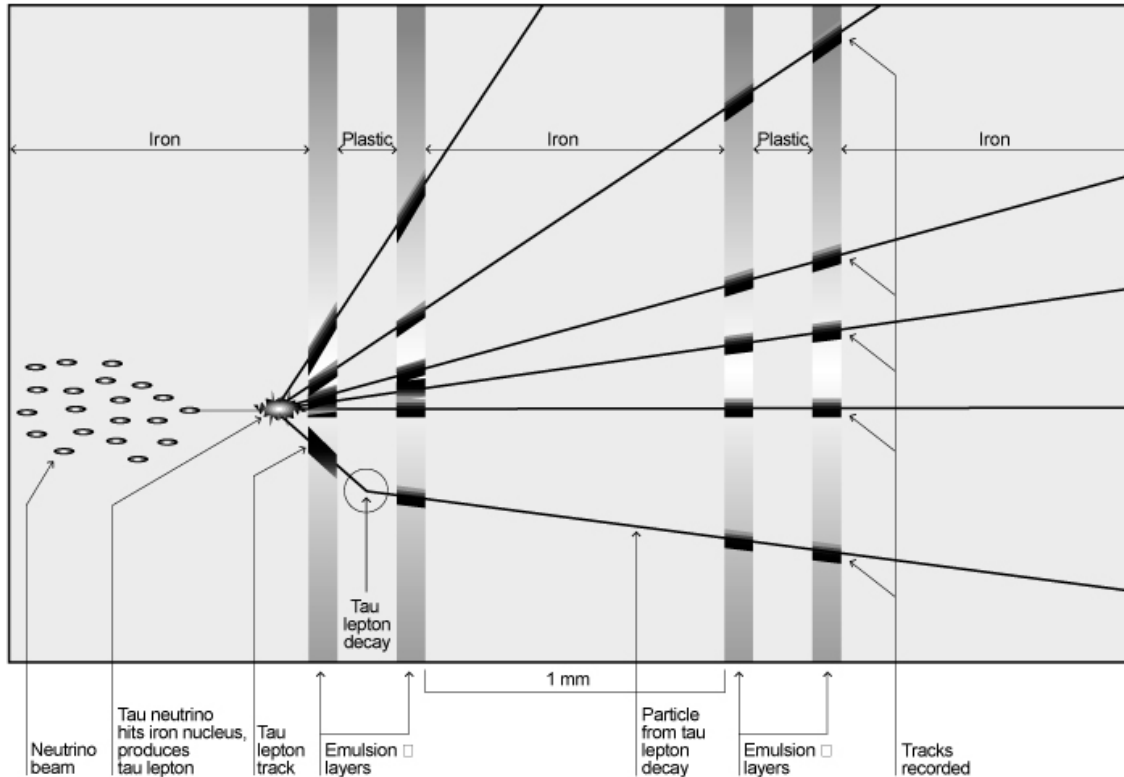 Iron
Plastic
Iron
Plastic
Iron
Tau
lepton
decay
1 mm
Neutrino
beam
Tau neutrino
hits iron nucleus,
produces
tau lepton
Tau
lepton
track
Emulsion □
layers
Particle
from tau
lepton
decay
Emulsion □
layers
Tracks
recorded